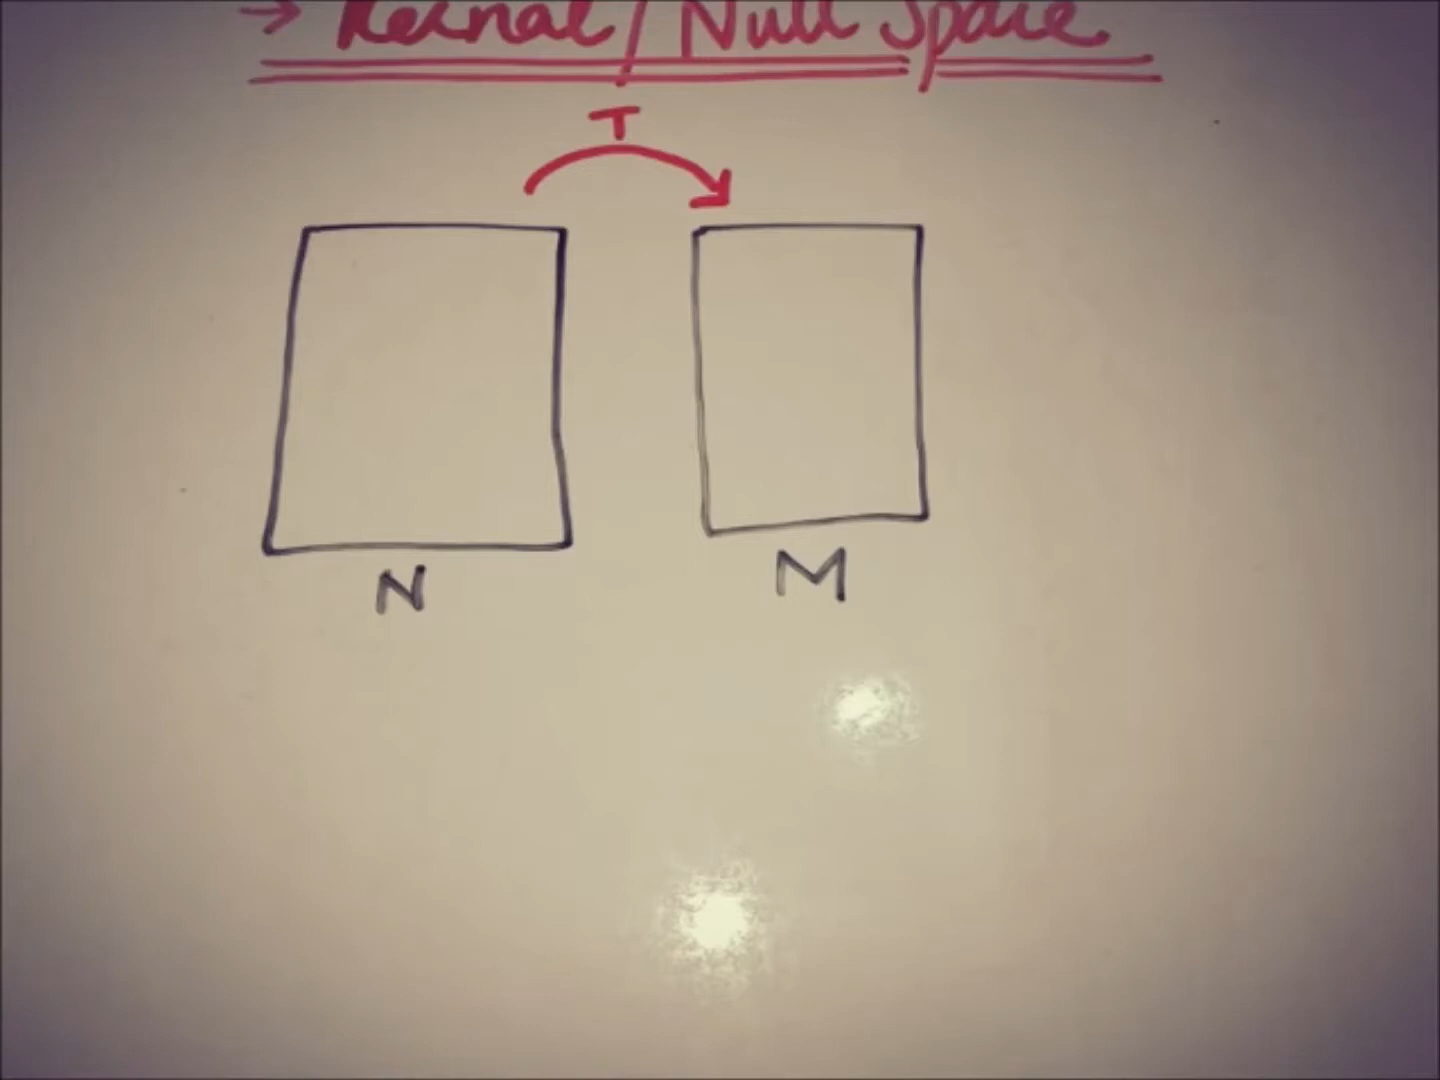 → Kernal / Null Space
T
N M